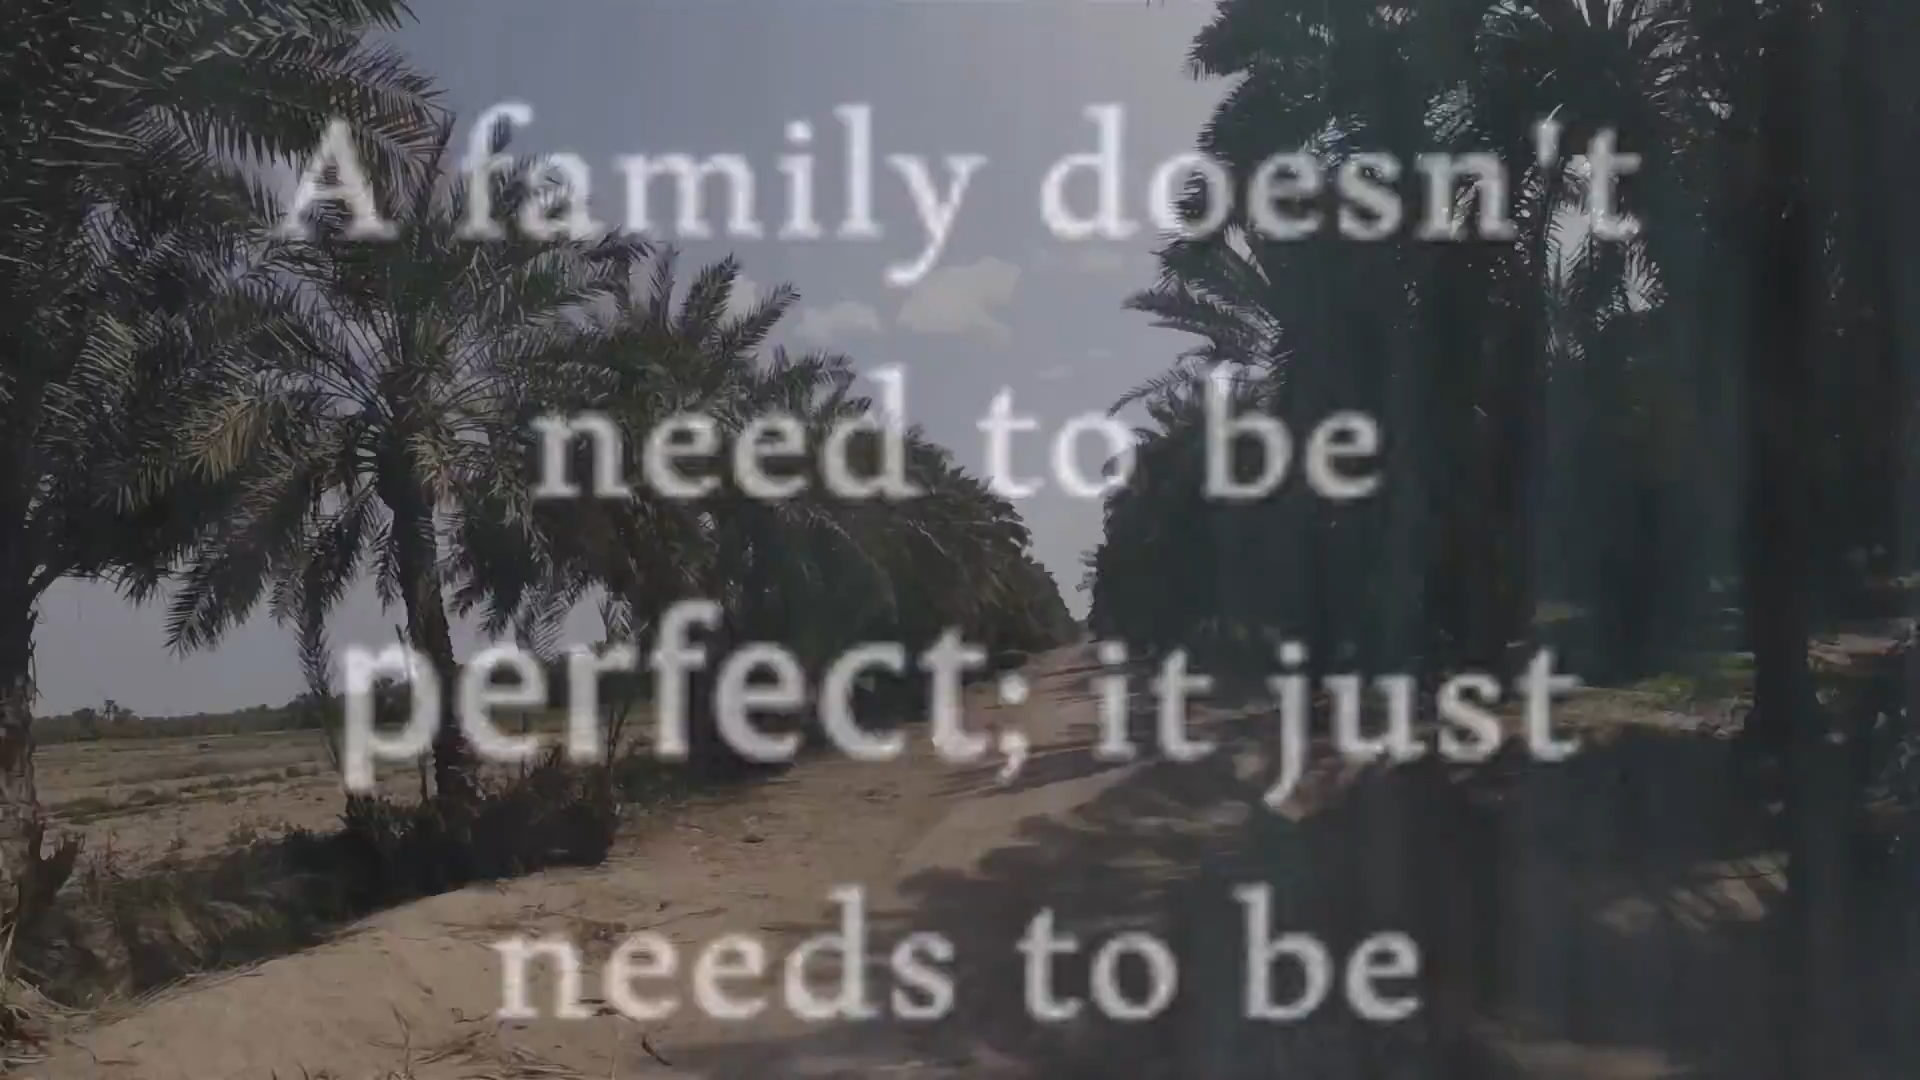 A family doesn't
need to be
perfect; it just
needs to be